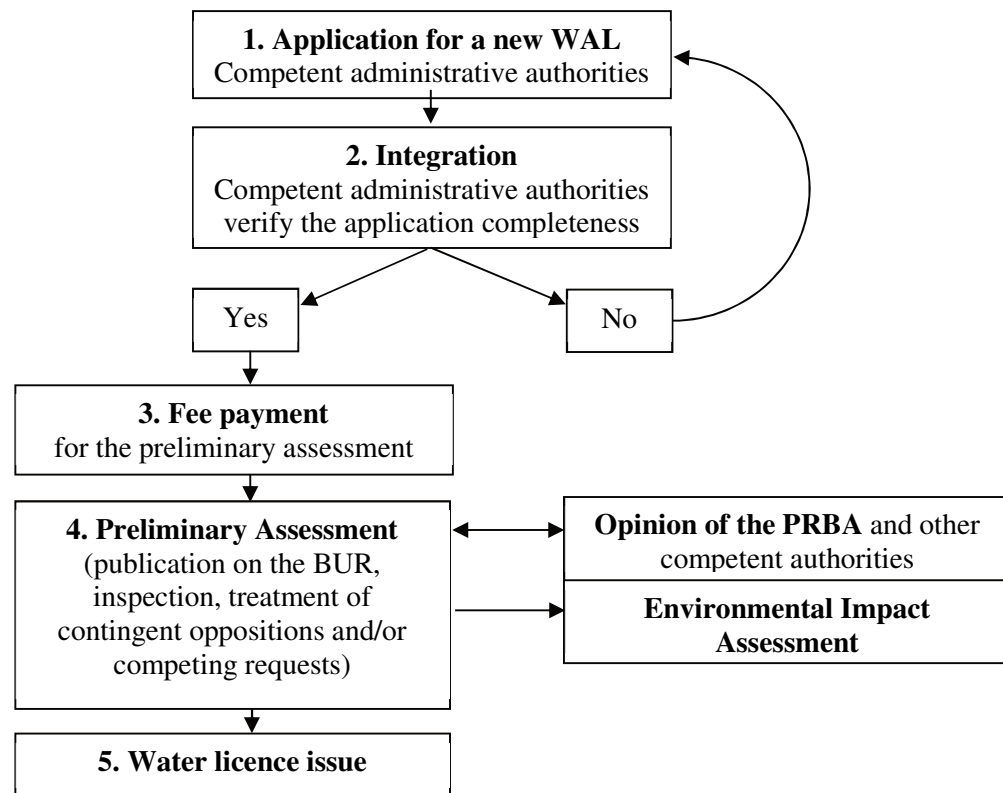 1. Application for a new WAL
Competent administrative authorities
2. Integration
Competent administrative authorities
verify the application completeness
Yes
No
3. Fee payment
for the preliminary assessment
4. Preliminary Assessment
(publication on the BUR,
inspection, treatment of
contingent oppositions and/or
competing requests)
Opinion of the PRBA and other
competent authorities
Environmental Impact
Assessment
5. Water licence issue